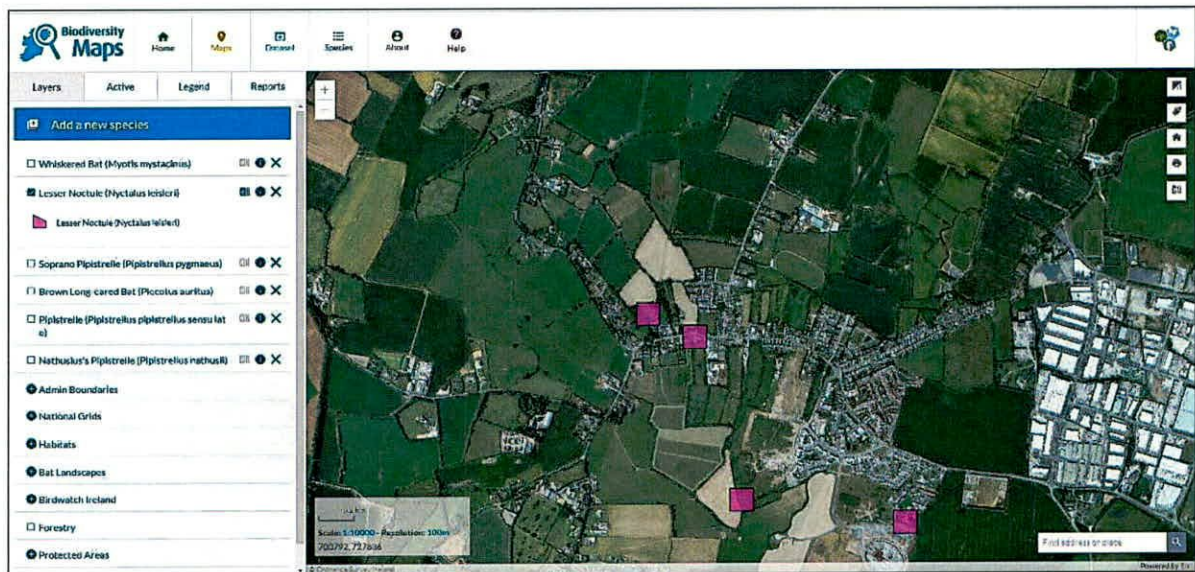 Biodiversity
Maps
Home
Maps
Dataset
Species
About
Help
Layers
Active
Legend
Reports
Add a new species
Whiskered Bat (Myotis mystacinus)
Lesser Noctule (Nyctalus leisleri)
Lesser Noctule (Nyctalus leisleri)
Soprano Pipistrelle (Pipistrellus pygmaeus)
Brown Long-eared Bat (Plecotus auritus)
Pipistrelle (Pipistrellus pipistrellus sensu lat
o)
Nathusius's Pipistrelle (Pipistrellus nathusii)
Admin Boundaries
National Grids
Habitats
Bat Landscapes
Birdwatch Ireland
Forestry
Protected Areas
Scale: 1:10000 - Resolution: 100m
Find address or place
Powered by Esri